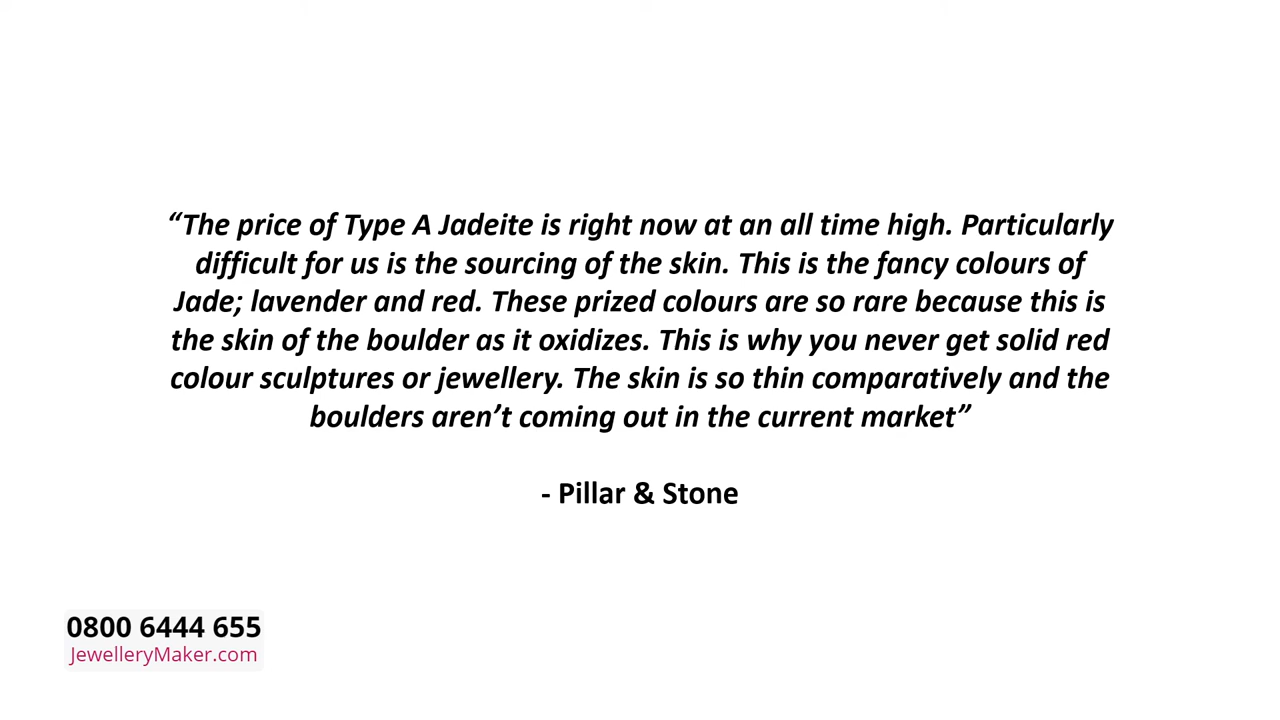 “The price of Type A Jadeite is right now at an all time high. Particularly
difficult for us is the sourcing of the skin. This is the fancy colours of
Jade; lavender and red. These prized colours are so rare because this is
the skin of the boulder as it oxidizes. This is why you never get solid red
colour sculptures or jewellery. The skin is so thin comparatively and the
boulders aren’t coming out in the current market”
- Pillar & Stone
0800 6444 655
JewelleryMaker.com